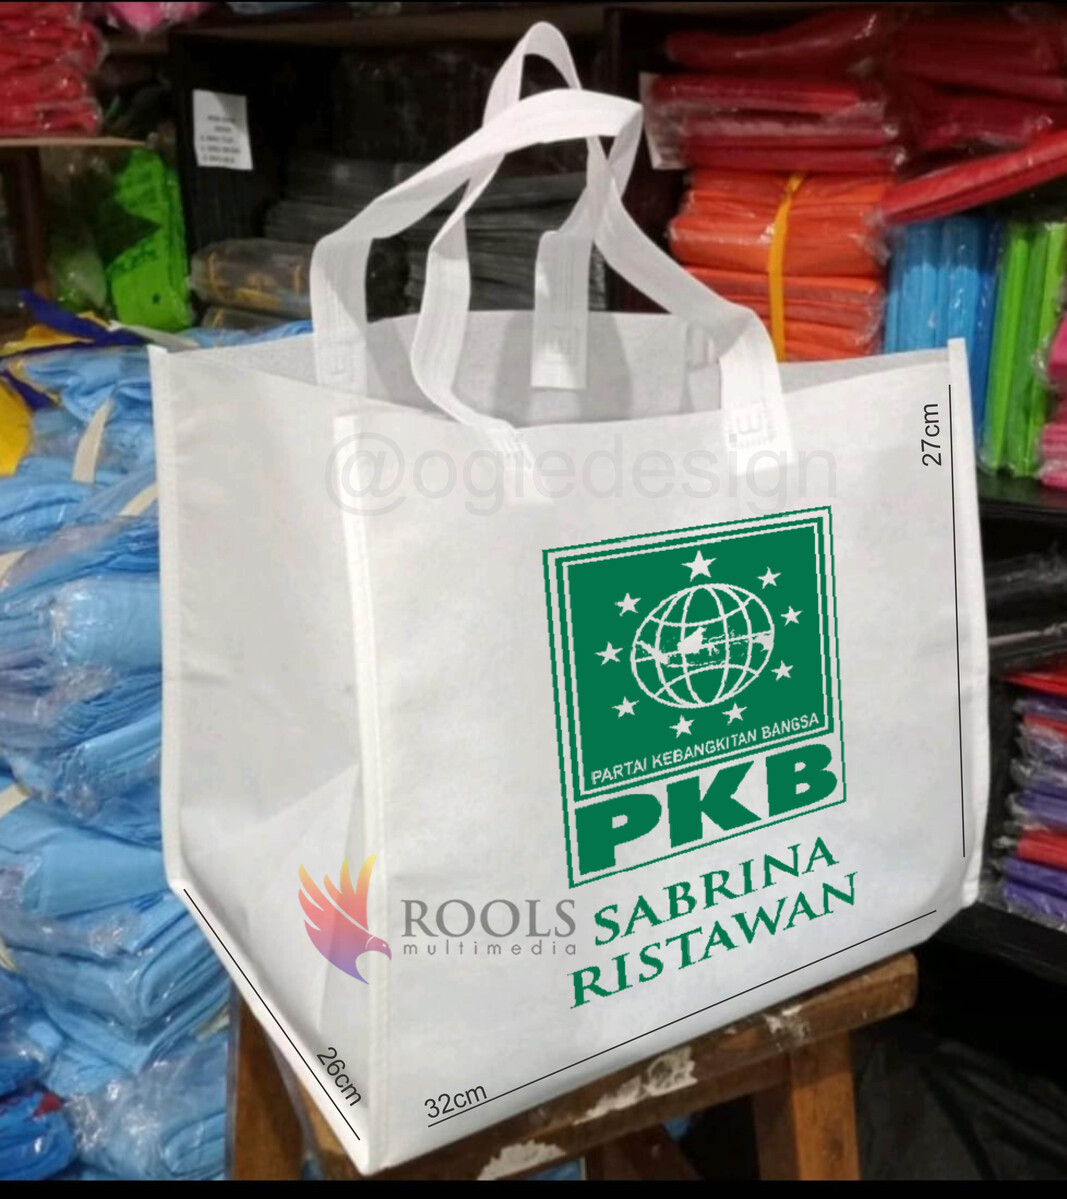 @ogiedesign
27cm
PARTAI KEBANGKITAN BANGSA
PKB
SABRINA
RISTAWAN
ROOLS
multimedia
26cm
32cm